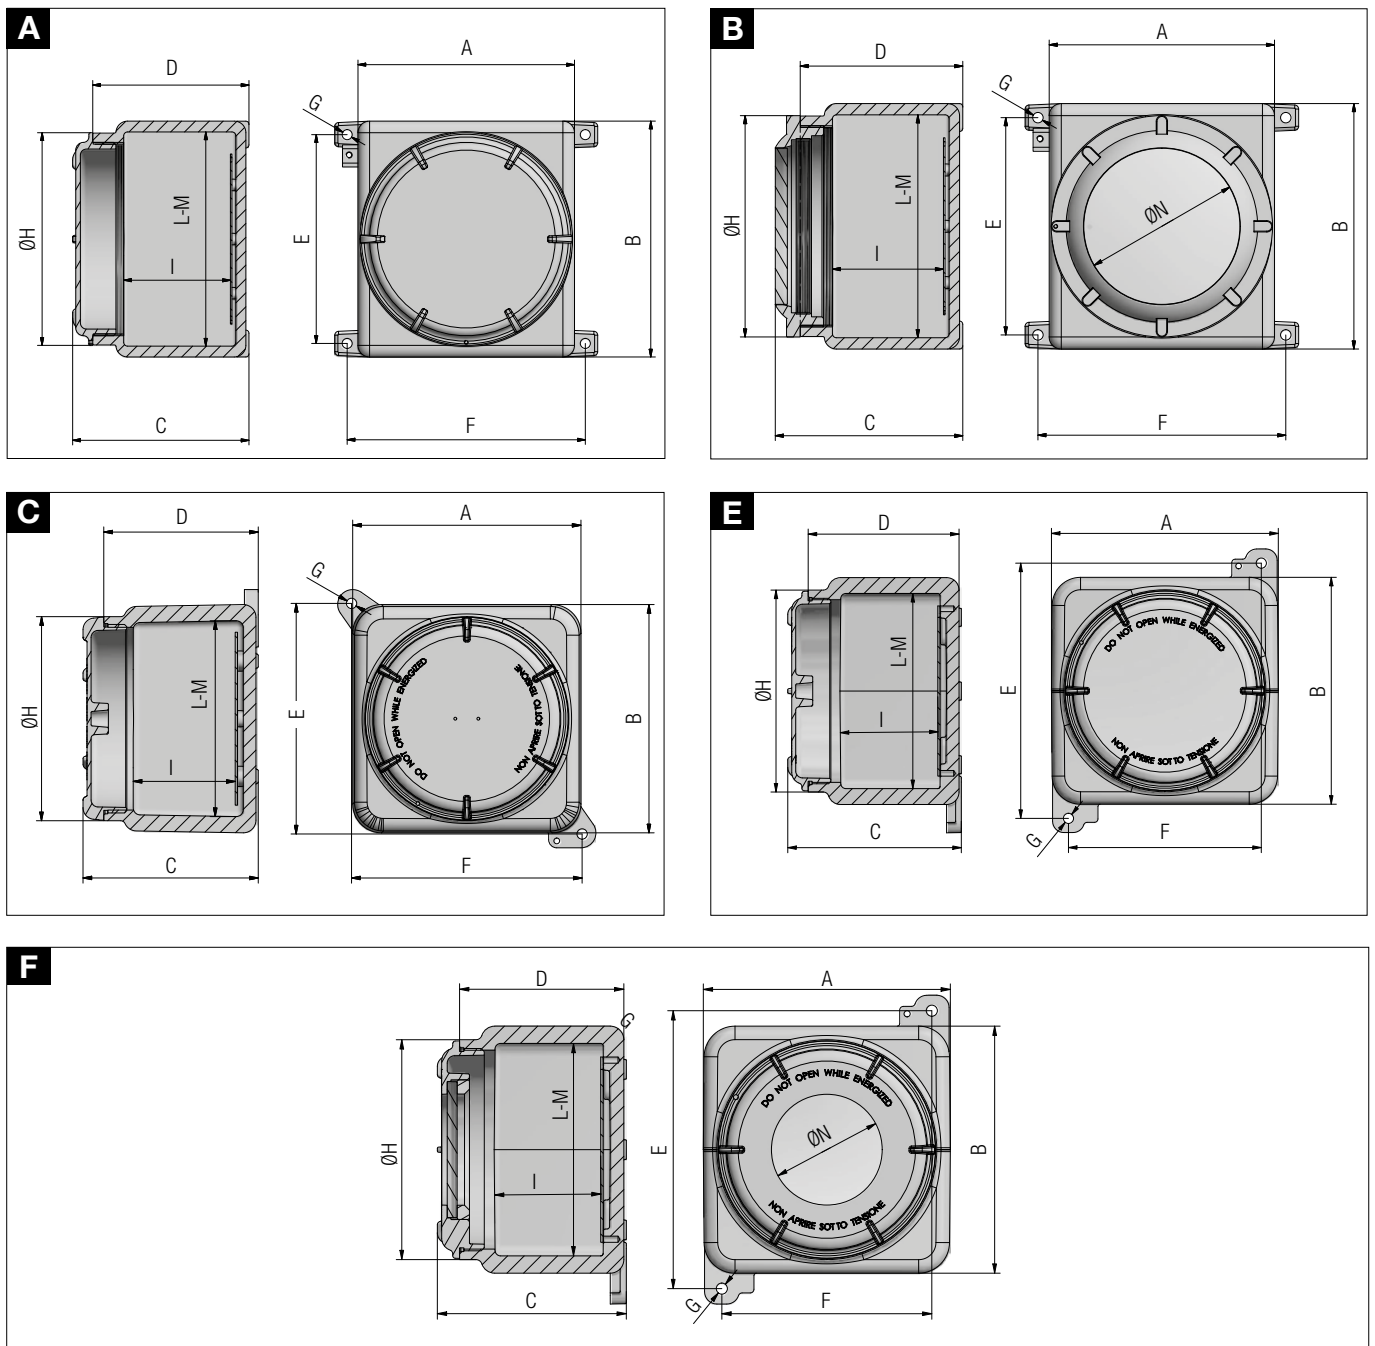 A
D
A
G
ØH
L-M
I
E
B
C
F
B
D
A
G
ØH
L-M
I
E
ØN
B
C
F
C
D
A
G
ØH
L-M
I
E
DO NOT OPEN WHILE ENERGIZED
NON APRIRE SOTTO TENSIONE
B
C
F
E
D
A
ØH
L-M
I
E
DO NOT OPEN WHILE ENERGIZED
NON APRIRE SOTTO TENSIONE
B
C
G
F
F
D
A
G
ØH
L-M
I
E
DO NOT OPEN WHILE ENERGIZED
ØN
NON APRIRE SOTTO TENSIONE
B
C
G
F